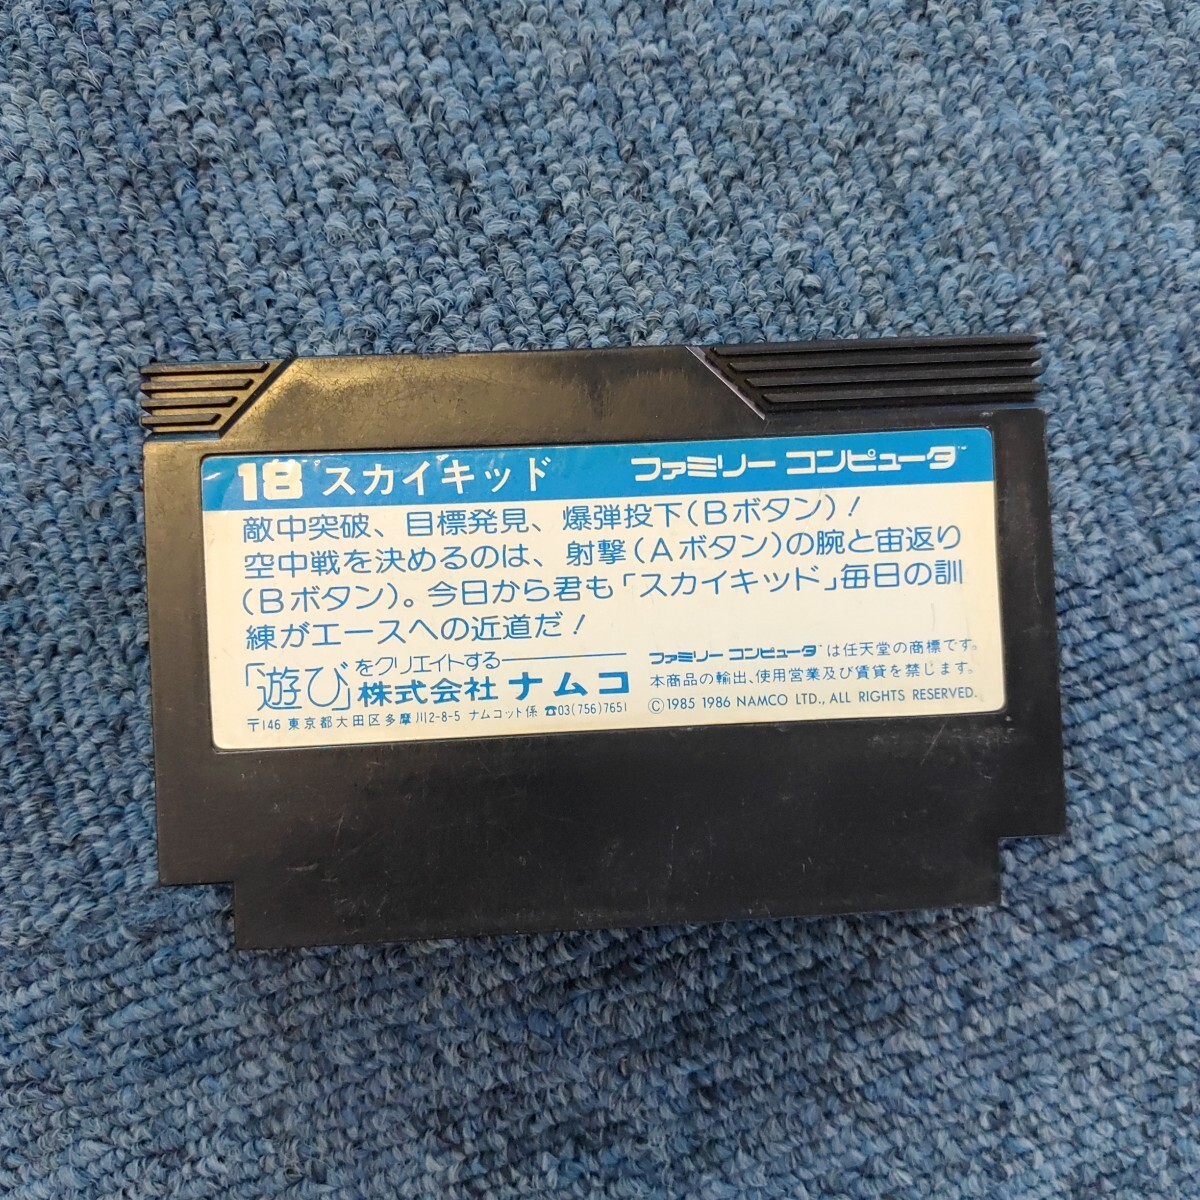 18 スカイキッド ファミリー コンピュータ™
敵中突破、目標発見、爆弾投下(Bボタン)!
空中戦を決めるのは、射撃(Aボタン)の腕と宙返り
(Bボタン)。今日から君も「スカイキッド」毎日の訓
練がエースへの近道だ!
「遊び」をクリエイトする
株式会社 ナムコ
〒146 東京都大田区多摩川2-8-5 ナムコット係 ☎03(756)7651
ファミリー コンピュータ™は任天堂の商標です。
本商品の輸出、使用営業及び賃貸を禁じます。
©1985 1986 NAMCO LTD., ALL RIGHTS RESERVED.